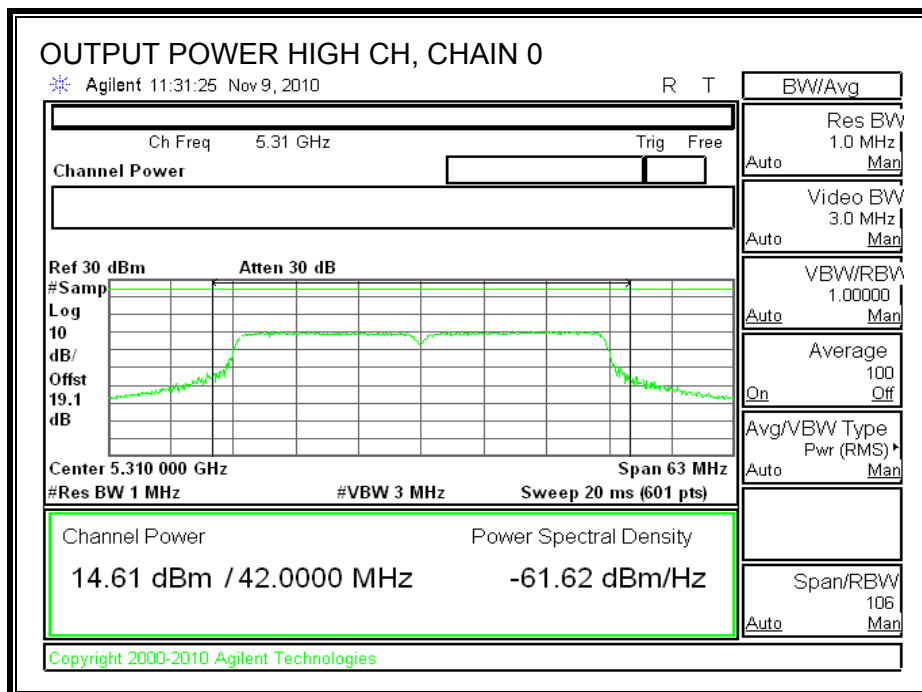 OUTPUT POWER HIGH CH, CHAIN 0
Agilent 11:31:25 Nov 9, 2010
R T
Ch Freq 5.31 GHz
Trig Free
Channel Power
Ref 30 dBm
Atten 30 dB
#Samp
Log
10
dB/
Offst
19.1
dB
Center 5.310 000 GHz
Span 63 MHz
#Res BW 1 MHz
#VBW 3 MHz
Sweep 20 ms (601 pts)
Channel Power
Power Spectral Density
14.61 dBm / 42.0000 MHz
-61.62 dBm/Hz
Copyright 2000-2010 Agilent Technologies
BW/Avg
Res BW
1.0 MHz
Auto Man
Video BW
3.0 MHz
Auto Man
VBW/RBW
1.00000
Auto Man
Average
100
On Off
Avg/VBW Type
Pwr (RMS)
Auto Man
Span/RBW
106
Auto Man